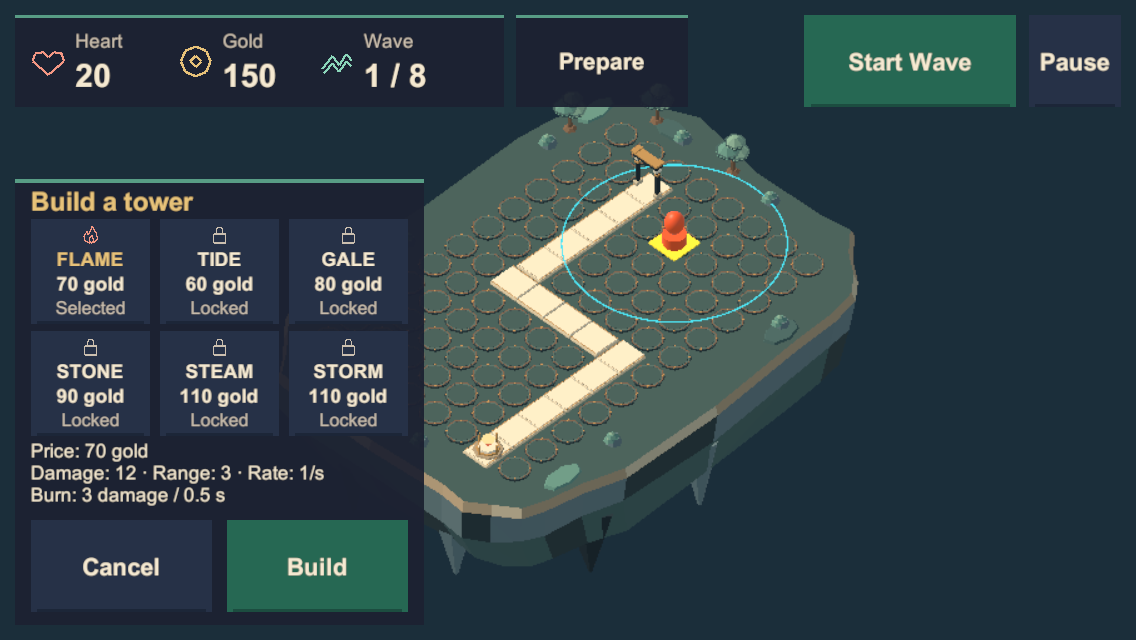 Heart
20
Gold
150
Wave
1 / 8
Prepare
Start Wave
Pause
Build a tower
FLAME
70 gold
Selected
TIDE
60 gold
Locked
GALE
80 gold
Locked
STONE
90 gold
Locked
STEAM
110 gold
Locked
STORM
110 gold
Locked
Price: 70 gold
Damage: 12 · Range: 3 · Rate: 1/s
Burn: 3 damage / 0.5 s
Cancel
Build